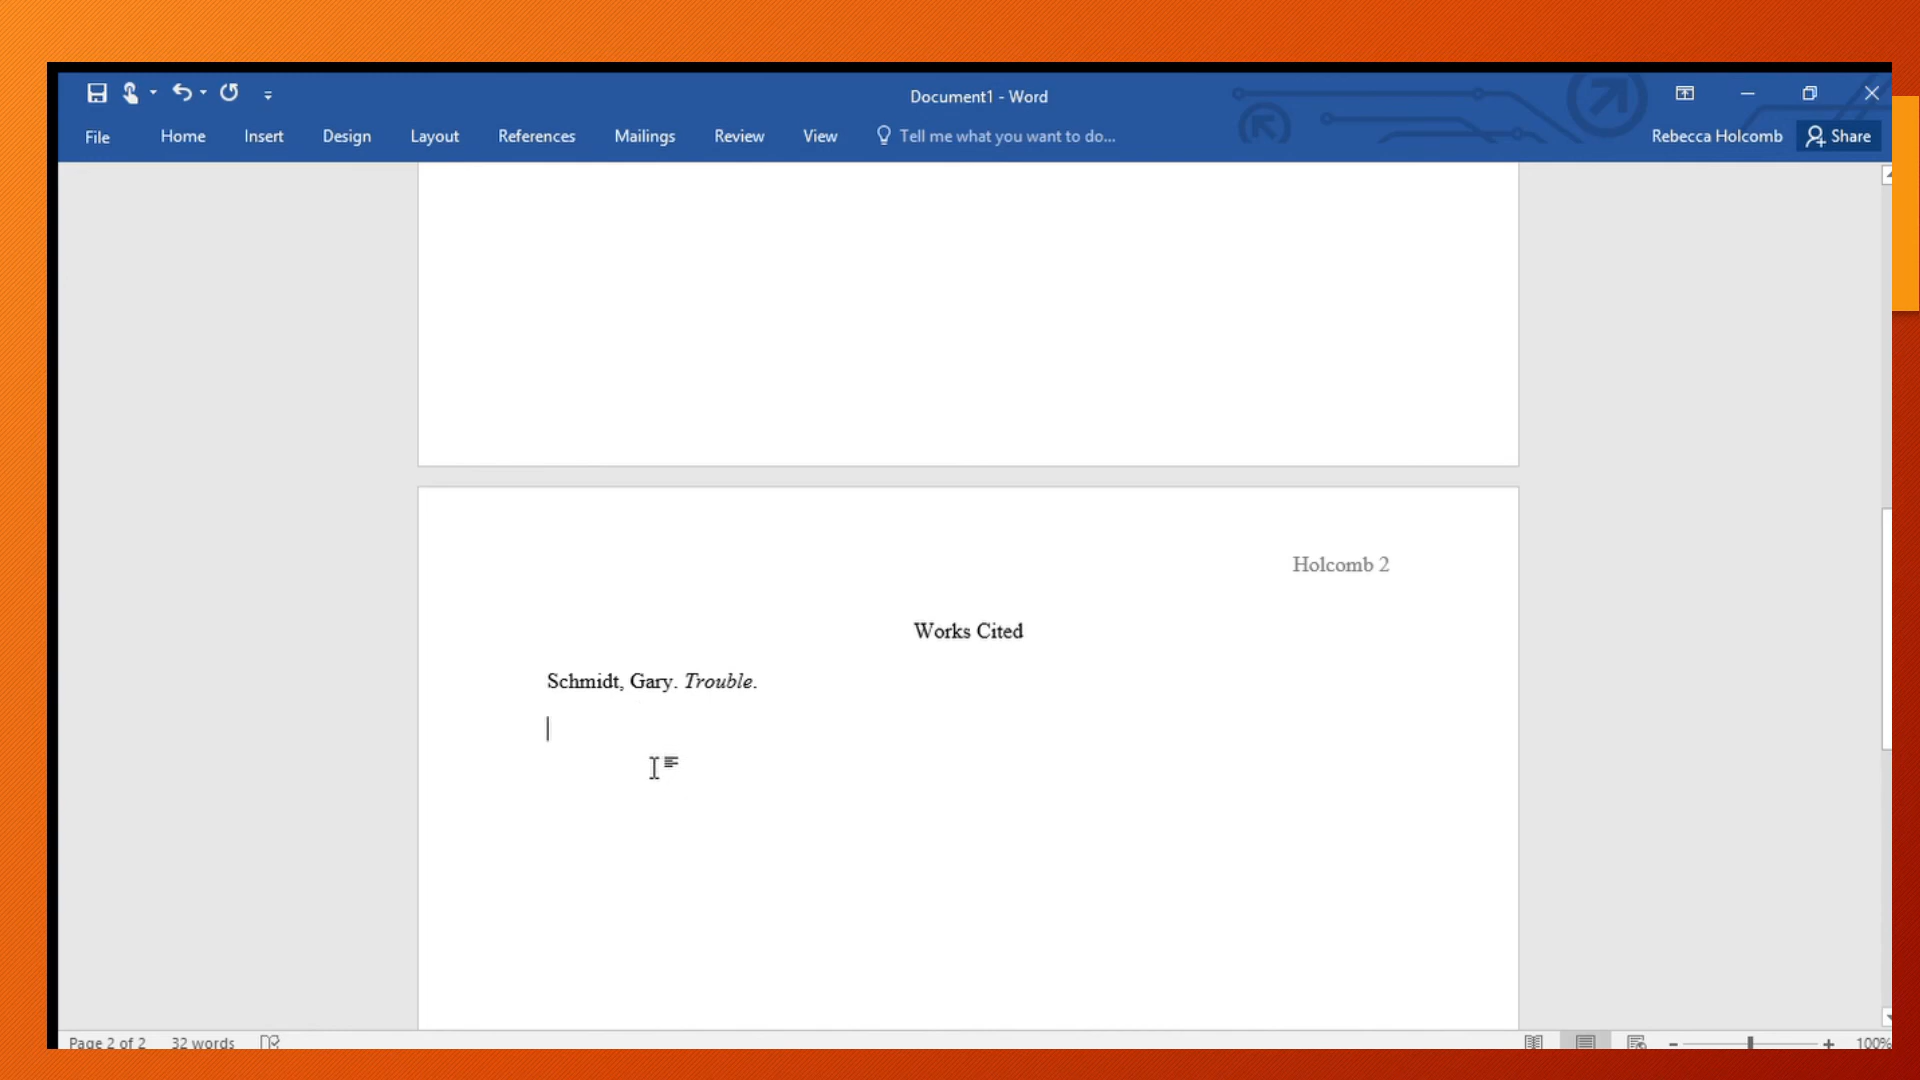 Document1 - Word
File Home Insert Design Layout References Mailings Review View Tell me what you want to do... Rebecca Holcomb Share
Holcomb 2
Works Cited
Schmidt, Gary. Trouble.
Page 2 of 2 32 words 100%